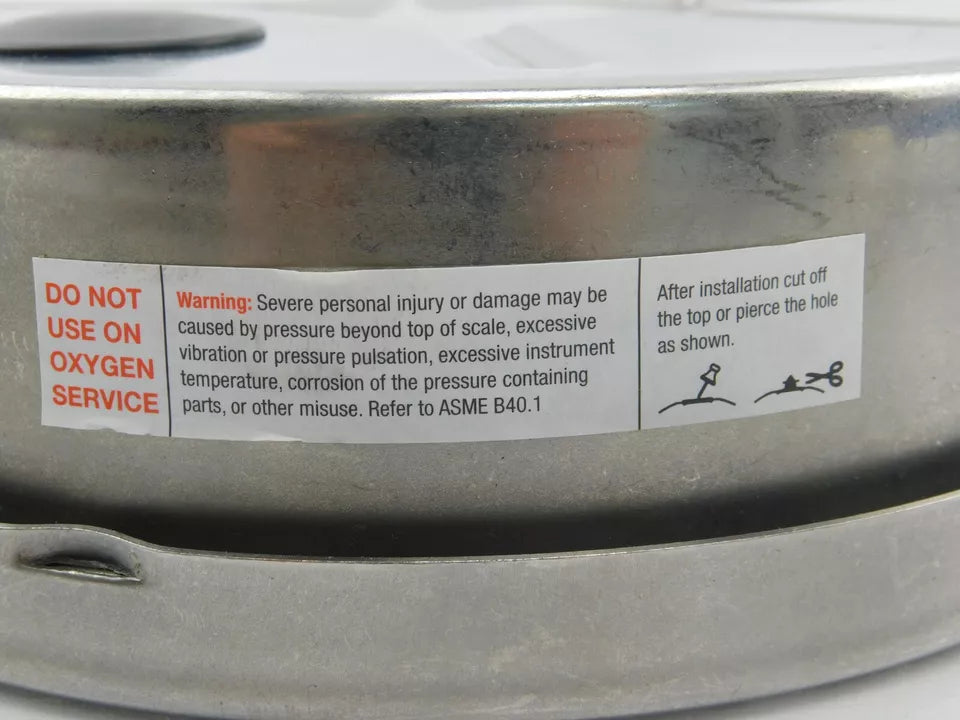 DO NOT
USE ON
OXYGEN
SERVICE
Warning: Severe personal injury or damage may be
caused by pressure beyond top of scale, excessive
vibration or pressure pulsation, excessive instrument
temperature, corrosion of the pressure containing
parts, or other misuse. Refer to ASME B40.1
After installation cut off
the top or pierce the hole
as shown.